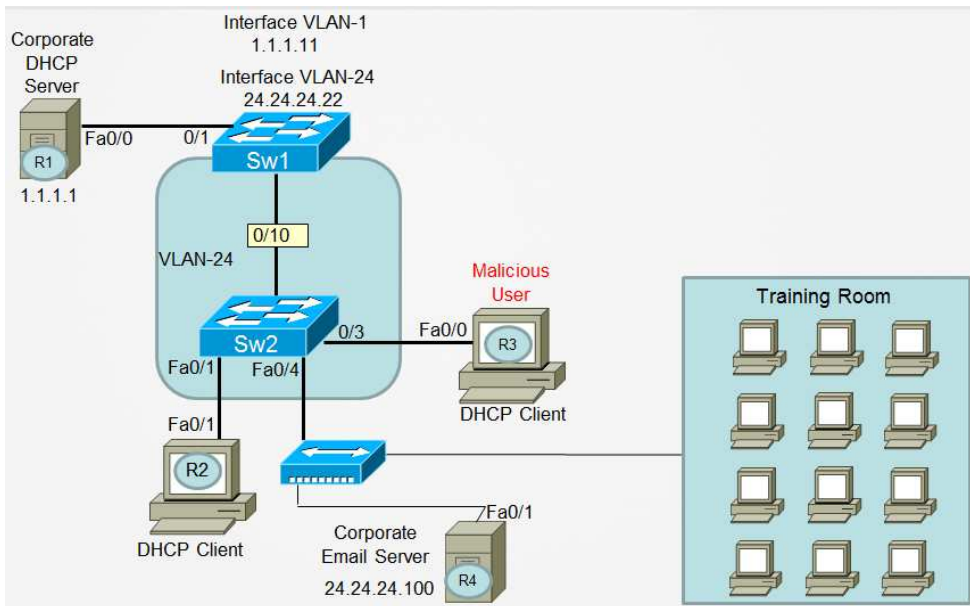 Interface VLAN-1
1.1.1.11
Corporate
DHCP
Server
Interface VLAN-24
24.24.24.22
Fa0/0
0/1
R1
Sw1
1.1.1.1
0/10
VLAN-24
Malicious
User
Training Room
Sw2
0/3
Fa0/0
R3
Fa0/1
Fa0/4
DHCP Client
Fa0/1
R2
DHCP Client
Fa0/1
Corporate
Email Server
24.24.24.100
R4